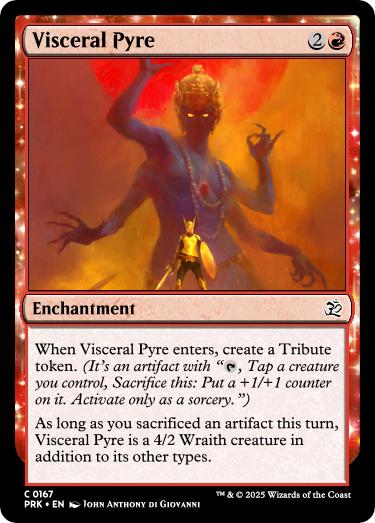 Visceral Pyre 2
Enchantment
When Visceral Pyre enters, create a Tribute
token. (It's an artifact with “, Tap a creature
you control, Sacrifice this: Put a +1/+1 counter
on it. Activate only as a sorcery.”)
As long as you sacrificed an artifact this turn,
Visceral Pyre is a 4/2 Wraith creature in
addition to its other types.
C 0167
PRK • EN John Anthony di Giovanni
™ & © 2025 Wizards of the Coast